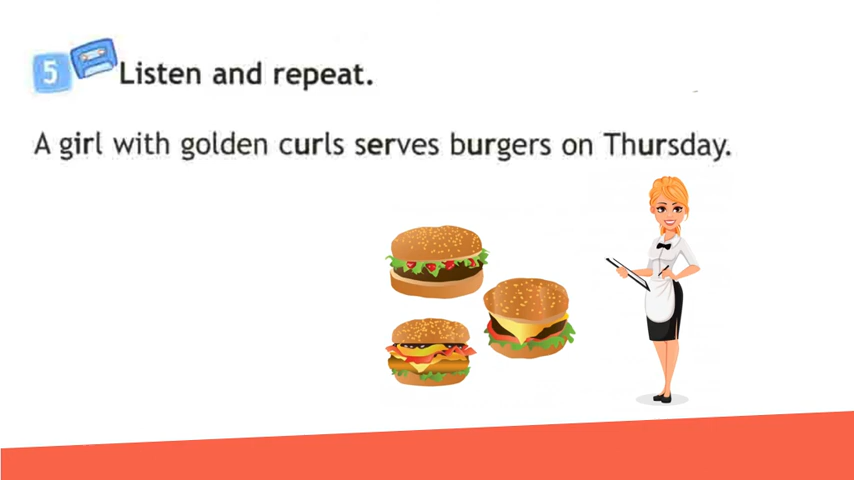 5 Listen and repeat.
A girl with golden curls serves burgers on Thursday.